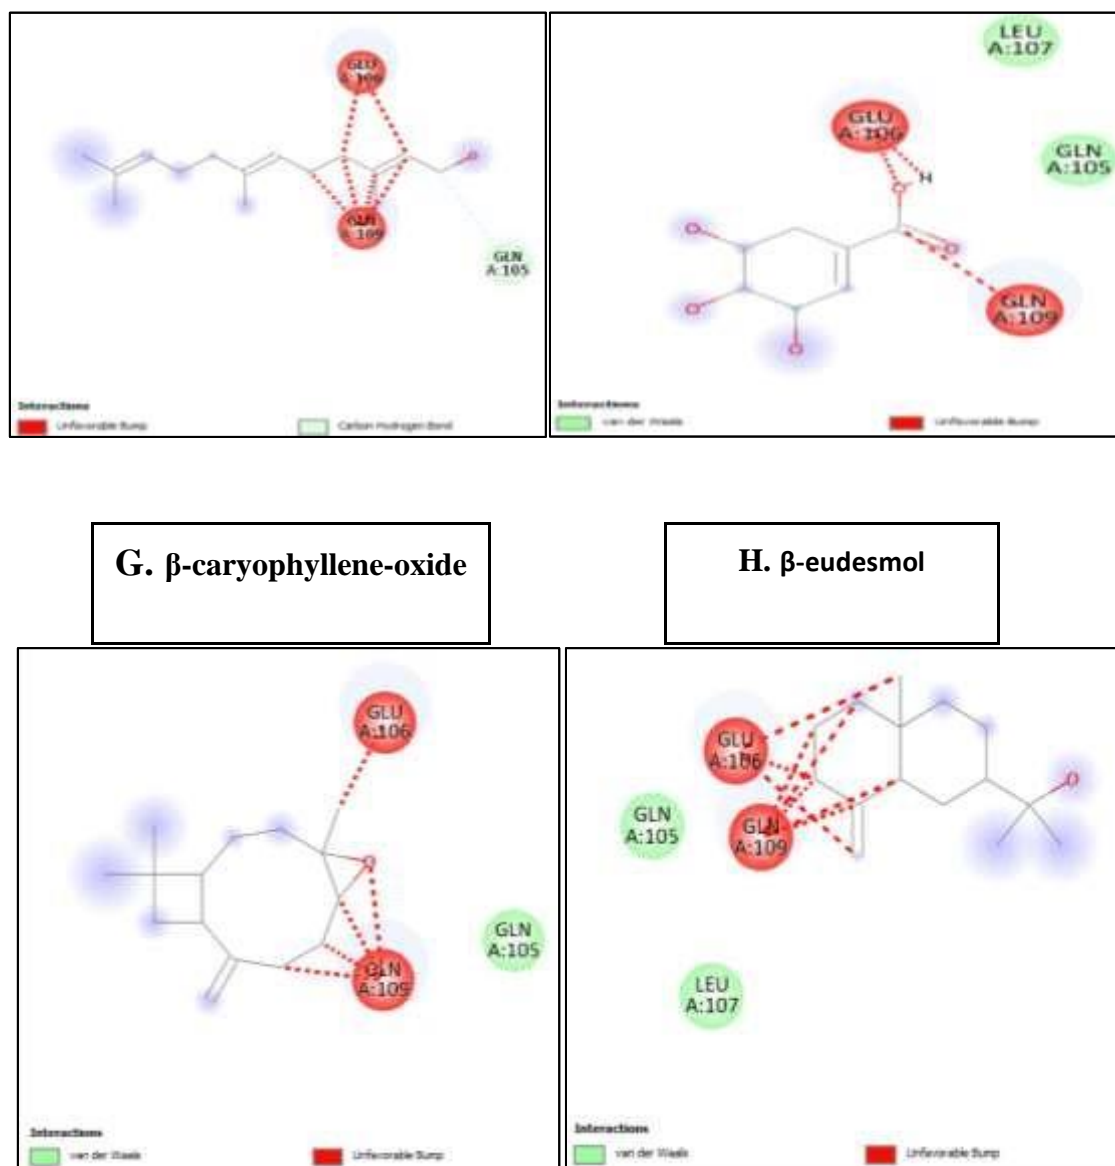 GLU
A:106
GLN
A:109
GLN
A:105
Interactions
Unfavorable Bump
Carbon Hydrogen Bond
LEU
A:107
GLU
A:106
GLN
A:105
H
O
O
O
O
O
GLN
A:109
Interactions
van der Waals
Unfavorable Bump
G. β-caryophyllene-oxide
H. β-eudesmol
GLU
A:106
O
GLN
A:105
GLN
A:109
Interactions
van der Waals
Unfavorable Bump
GLU
A:106
O
GLN
A:105
GLN
A:109
LEU
A:107
Interactions
van der Waals
Unfavorable Bump